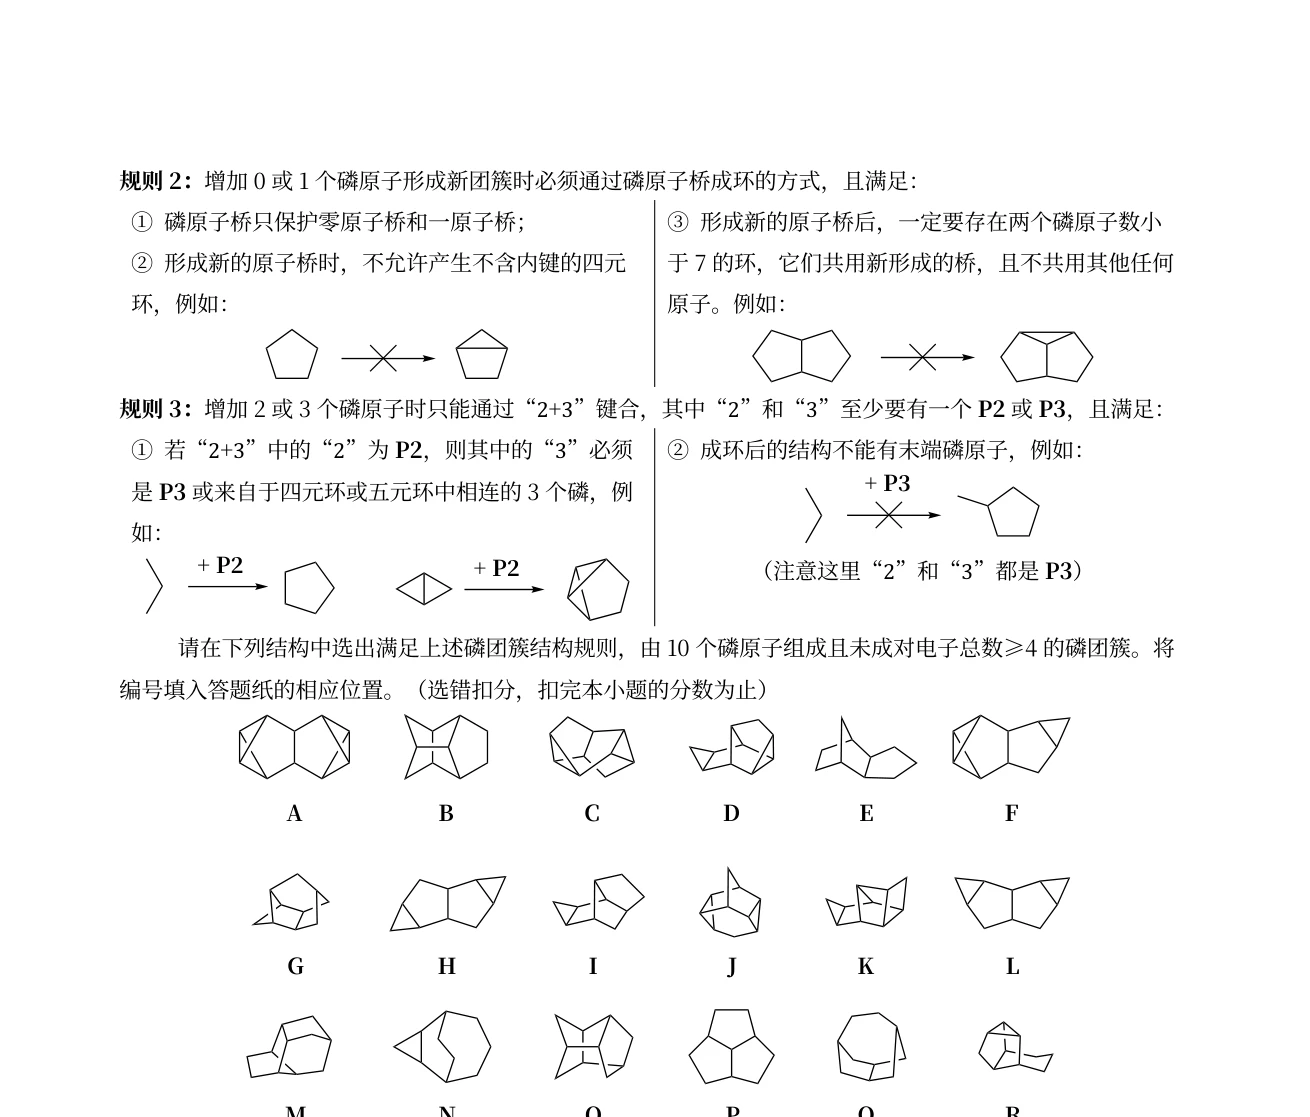 规则 2：增加 0 或 1 个磷原子形成新团簇时必须通过磷原子桥成环的方式，且满足：
① 磷原子桥只保护零原子桥和一原子桥；
② 形成新的原子桥时，不允许产生不含内键的四元
环，例如：
③ 形成新的原子桥后，一定要存在两个磷原子数小
于 7 的环，它们共用新形成的桥，且不共用其他任何
原子。例如：
规则 3：增加 2 或 3 个磷原子时只能通过“2+3”键合，其中“2”和“3”至少要有一个 P2 或 P3，且满足：
① 若“2+3”中的“2”为 P2，则其中的“3”必须
是 P3 或来自于四元环或五元环中相连的 3 个磷，例
如：
+ P2
+ P2
② 成环后的结构不能有末端磷原子，例如：
+ P3
（注意这里“2”和“3”都是 P3）
请在下列结构中选出满足上述磷团簇结构规则，由 10 个磷原子组成且未成对电子总数≥4 的磷团簇。将
编号填入答题纸的相应位置。（选错扣分，扣完本小题的分数为止）
A B C D E F
G H I J K L
M N O P Q R